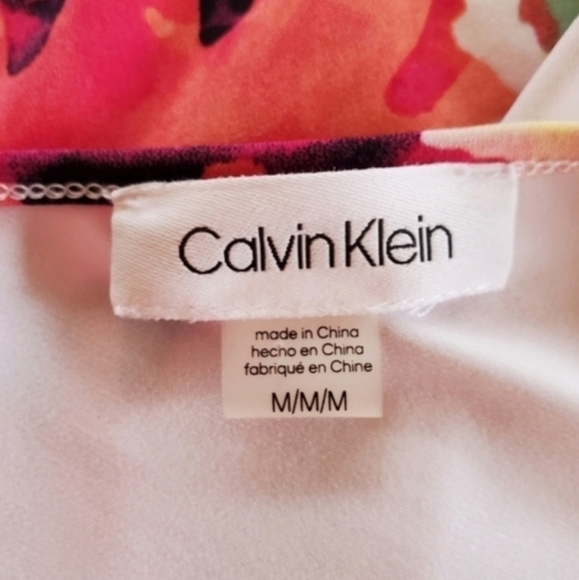 Calvin Klein
made in China
hecho en China
fabriqué en Chine
M/M/M